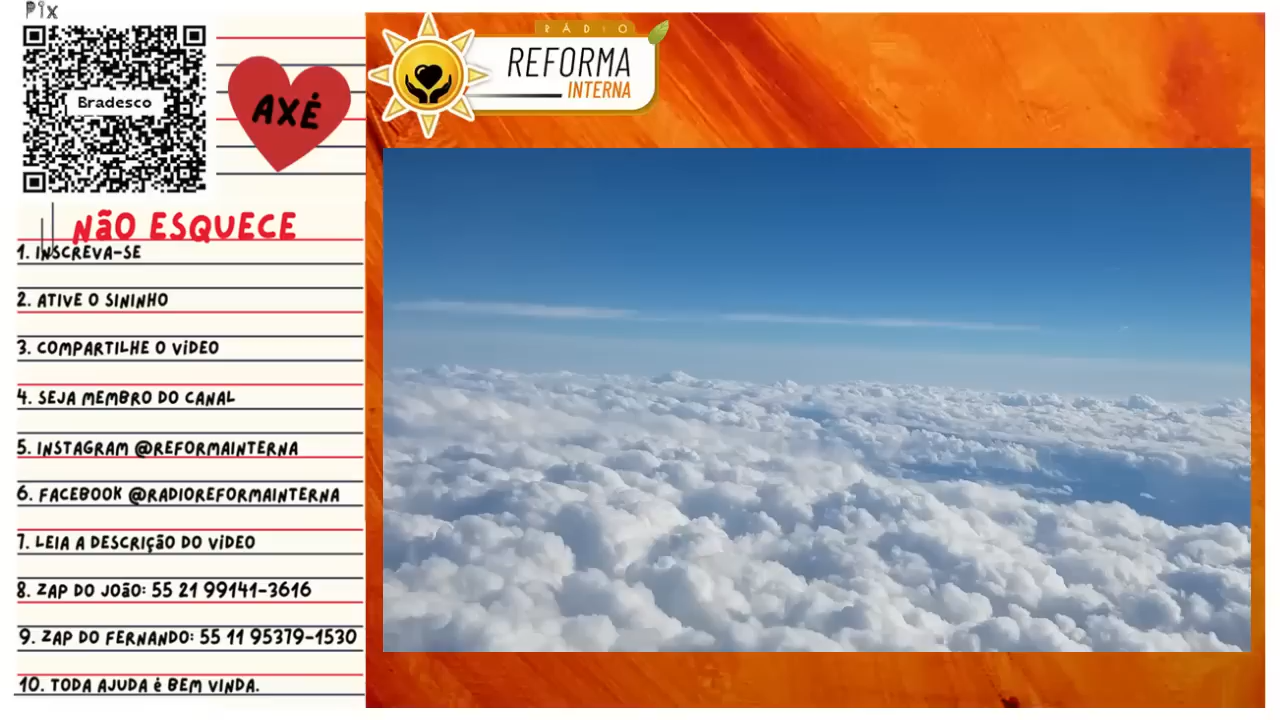 Pix
Bradesco
AXÉ
NãO ESQUECE
1. INSCREVA-SE
2. ATIVE O SININHO
3. COMPARTILHE O VíDEO
4. SEJA MEMBRO DO CANAL
5. INSTAGRAM @REFORMAINTERNA
6. FACEBOOK @RADIOREFORMAINTERNA
7. LEIA A DESCRIÇãO DO VíDEO
8. ZAP DO JOãO: 55 21 99141-3616
9. ZAP DO FERNANDO: 55 11 95379-1530
10. TODA AJUDA é BEM VINDA.
RÁDIO
REFORMA
INTERNA